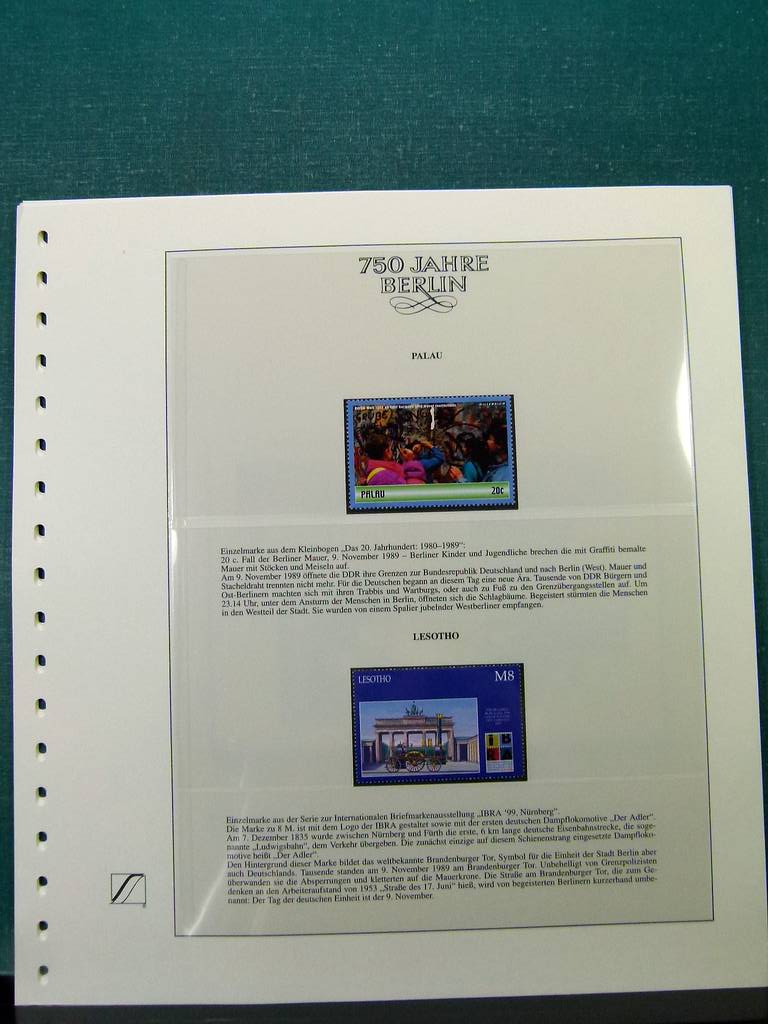 750 JAHRE
BERLIN
PALAU
PALAU 20c
Einzelmarke aus dem Kleinbogen „Das 20. Jahrhundert: 1980–1989“:
20 c. Fall der Berliner Mauer, 9. November 1989 – Berliner Kinder und Jugendliche brechen die mit Graffiti bemalte
Mauer mit Stöcken und Meiseln auf.
Am 9. November 1989 öffnete die DDR ihre Grenzen zur Bundesrepublik Deutschland und nach Berlin (West). Mauer und
Stacheldraht trennten nicht mehr. Für die Deutschen begann an diesem Tag eine neue Ära. Tausende von DDR Bürgern und
Ost-Berlinern machten sich mit ihren Trabbis und Wartburgs, oder auch zu Fuß zu den Grenzübergangsstellen auf. Um
23.14 Uhr, unter dem Ansturm der Menschen in Berlin, öffneten sich die Schlagbäume. Begeistert stürmten die Menschen
in den Westteil der Stadt. Sie wurden von einem Spalier jubelnder Westberliner empfangen.
LESOTHO
LESOTHO M8
Einzelmarke aus der Serie zur Internationalen Briefmarkenausstellung „IBRA ‘99, Nürnberg“.
Die Marke zu 8 M. ist mit dem Logo der IBRA gestaltet sowie mit der ersten deutschen Dampflokomotive „Der Adler“.
Am 7. Dezember 1835 wurde zwischen Nürnberg und Fürth die erste, 6 km lange deutsche Eisenbahnstrecke, die soge-
nannte „Ludwigsbahn“, dem Verkehr übergeben. Die zunächst einzige auf diesem Schienenstrang eingesetzte Dampfloko-
motive heißt „Der Adler“.
Den Hintergrund dieser Marke bildet das weltbekannte Brandenburger Tor, Symbol für die Einheit der Stadt Berlin aber
auch Deutschlands. Tausende standen am 9. November 1989 am Brandenburger Tor. Unbehelligt von Grenzpolizisten
überwanden sie die Absperrungen und kletterten auf die Mauerkrone. Die Straße am Brandenburger Tor, die zum Ge-
denken an den Arbeiteraufstand von 1953 „Straße des 17. Juni“ hieß, wird von begeisterten Berlinern kurzerhand umbe-
nannt: Der Tag der deutschen Einheit ist der 9. November.